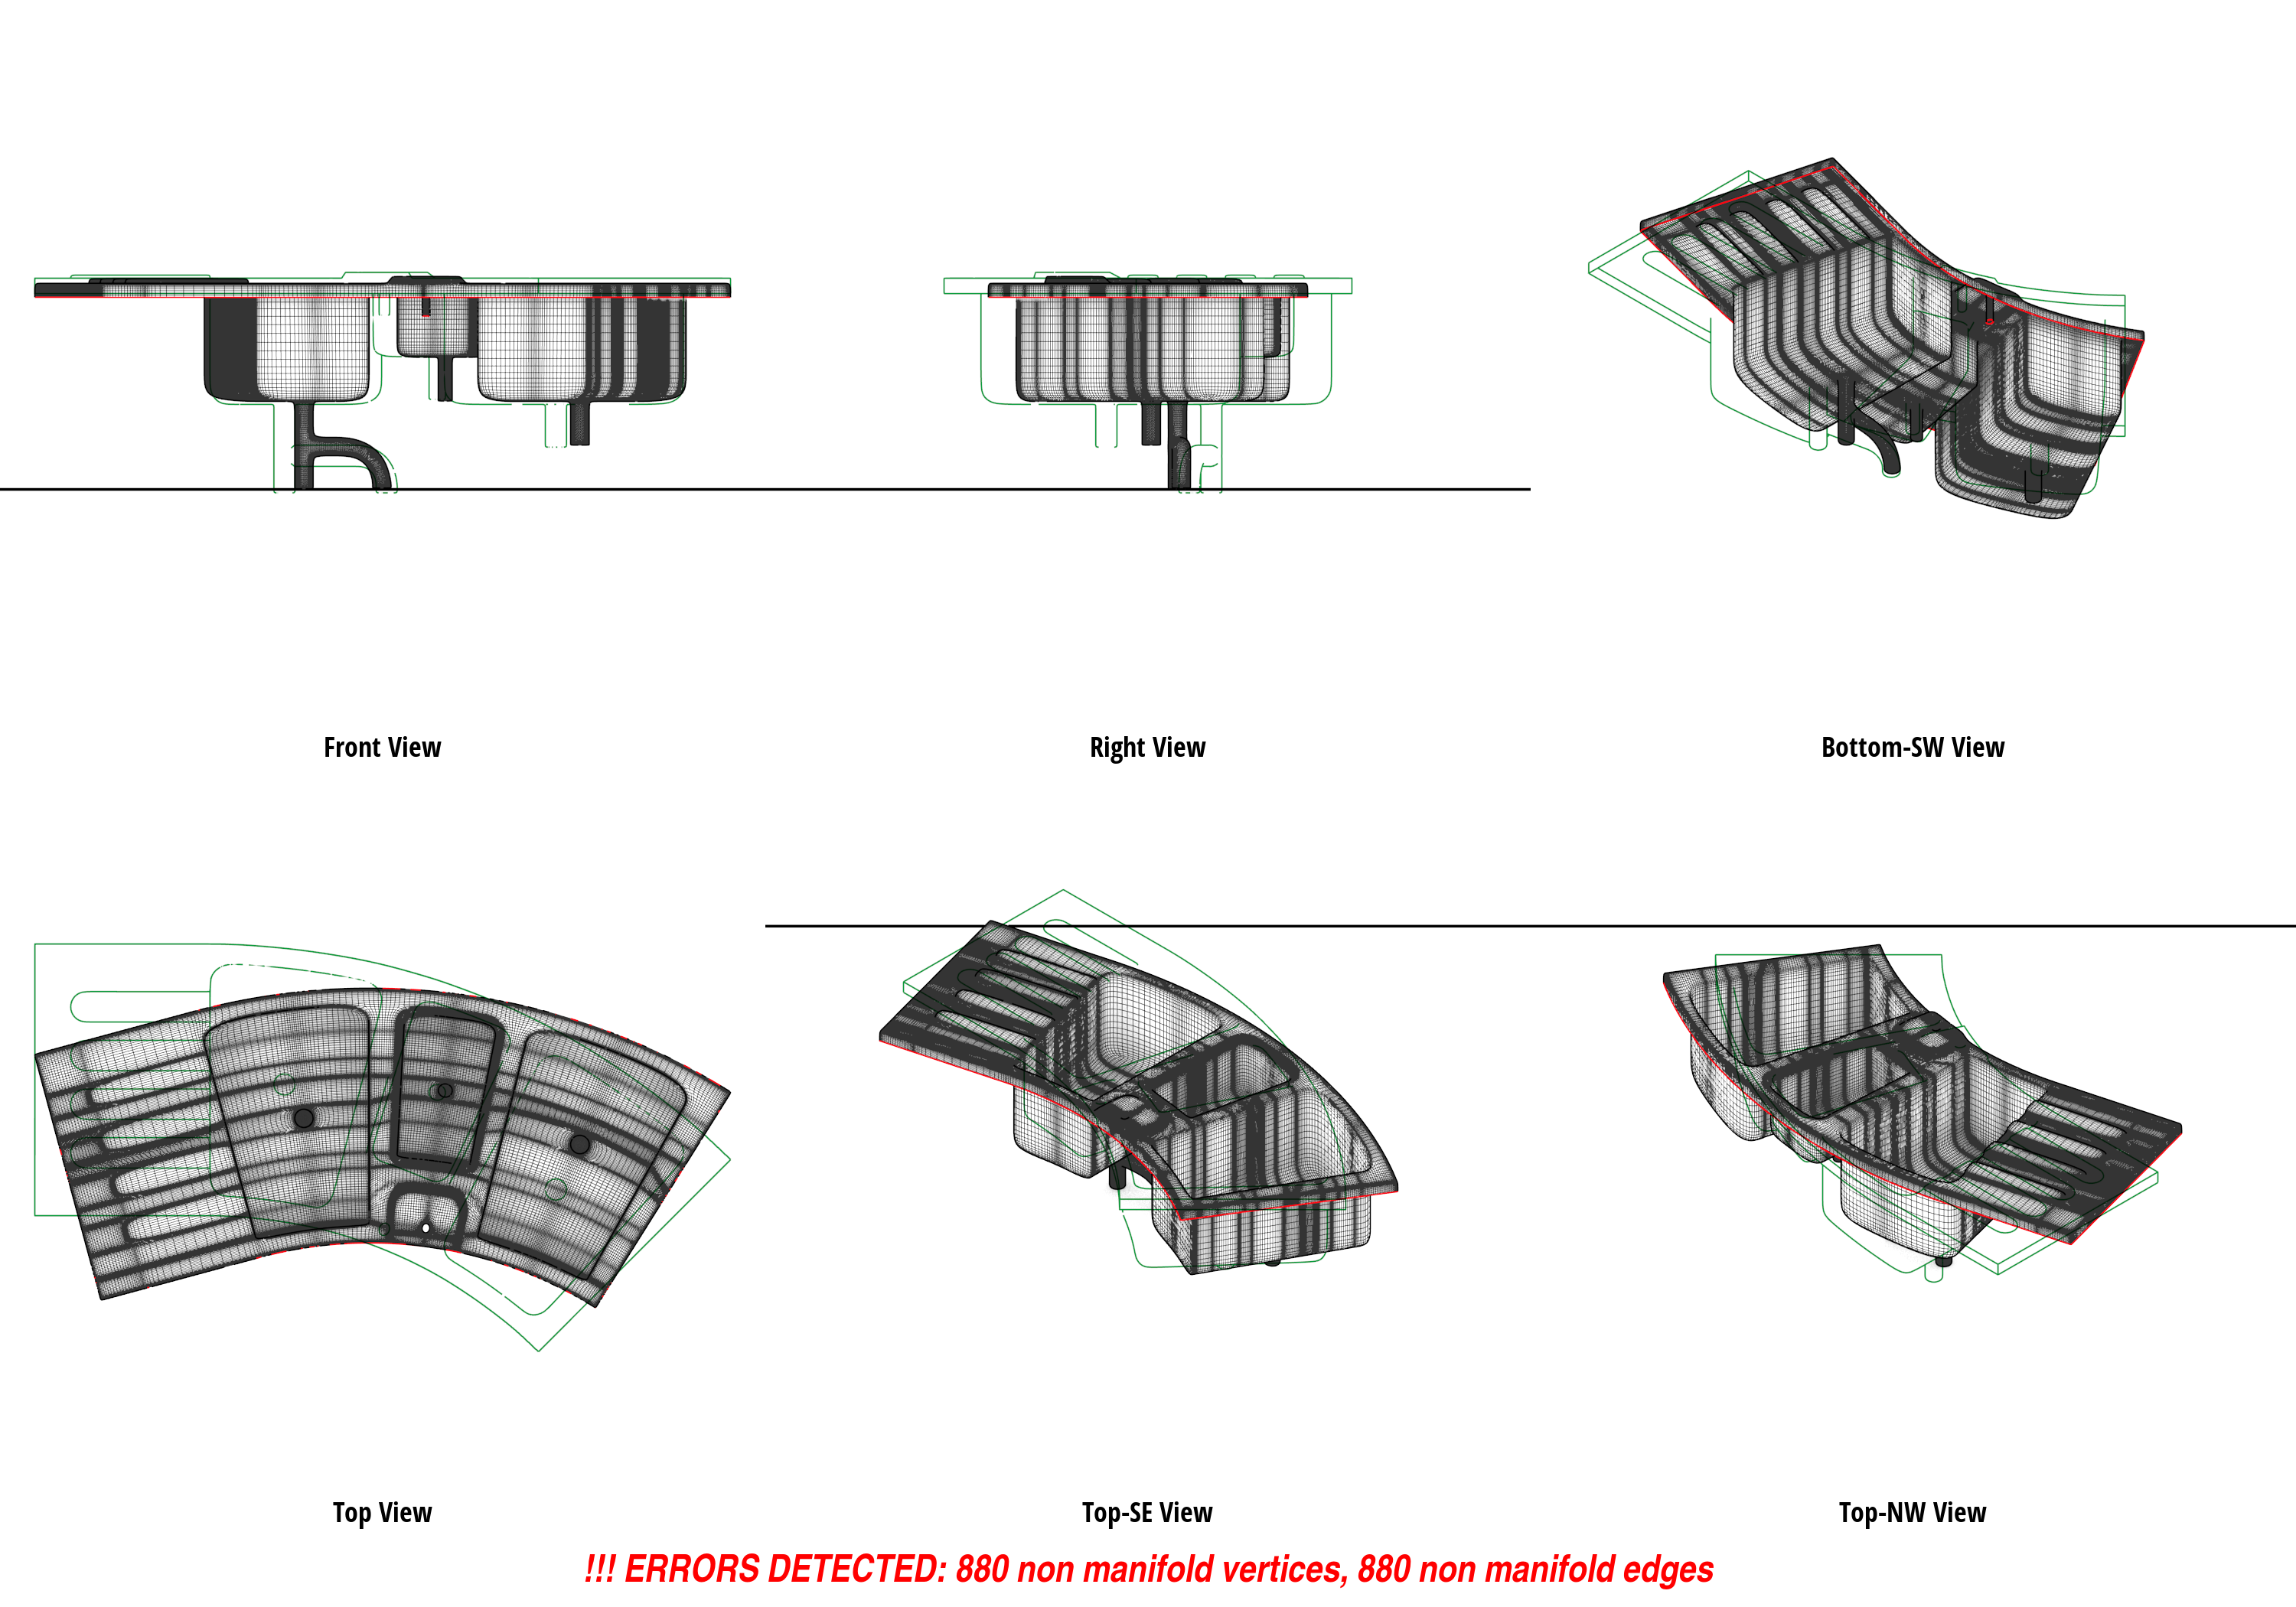 Front View
Right View
Bottom-SW View
Top View
Top-SE View
Top-NW View
!!! ERRORS DETECTED: 880 non manifold vertices, 880 non manifold edges